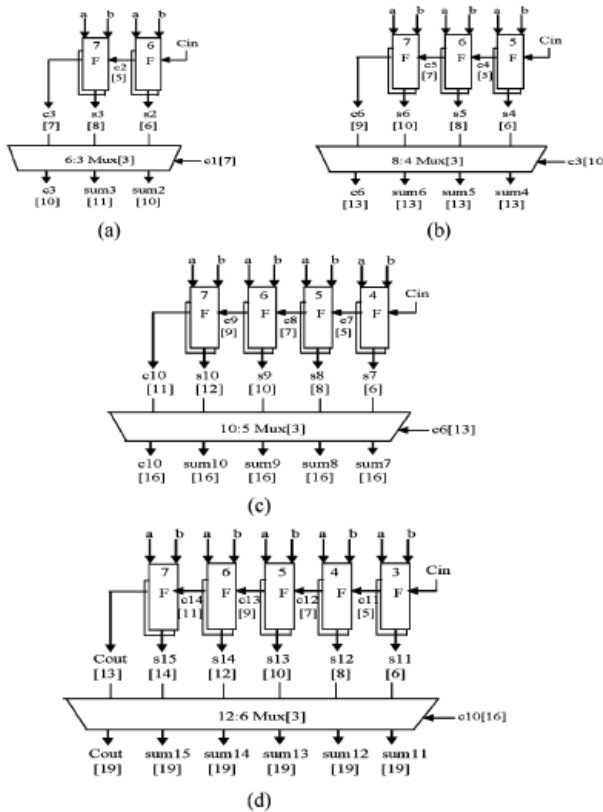 a b a b
7 6 Cin
F c2 F
[5]
c3 s3 s2
[7] [8] [6]
6:3 Mux[3] c1[7]
c3 sum3 sum2
[10] [11] [10]
(a)
a b a b a b
7 6 5 Cin
F c5 F c4 F
[7] [5]
c6 s6 s5 s4
[9] [10] [8] [6]
8:4 Mux[3] c3[10
c6 sum6 sum5 sum4
[13] [13] [13] [13]
(b)
a b a b a b a b
7 6 5 4 Cin
F c9 F c8 F c7 F
[9] [7] [5]
c10 s10 s9 s8 s7
[11] [12] [10] [8] [6]
10:5 Mux[3] c6[13]
c10 sum10 sum9 sum8 sum7
[16] [16] [16] [16] [16]
(c)
a b a b a b a b a b
7 6 5 4 3 Cin
F c14 F c13 F c12 F c11 F
[11] [9] [7] [5]
Cout s15 s14 s13 s12 s11
[13] [14] [12] [10] [8] [6]
12:6 Mux[3] c10[16]
Cout sum15 sum14 sum13 sum12 sum11
[19] [19] [19] [19] [19] [19]
(d)